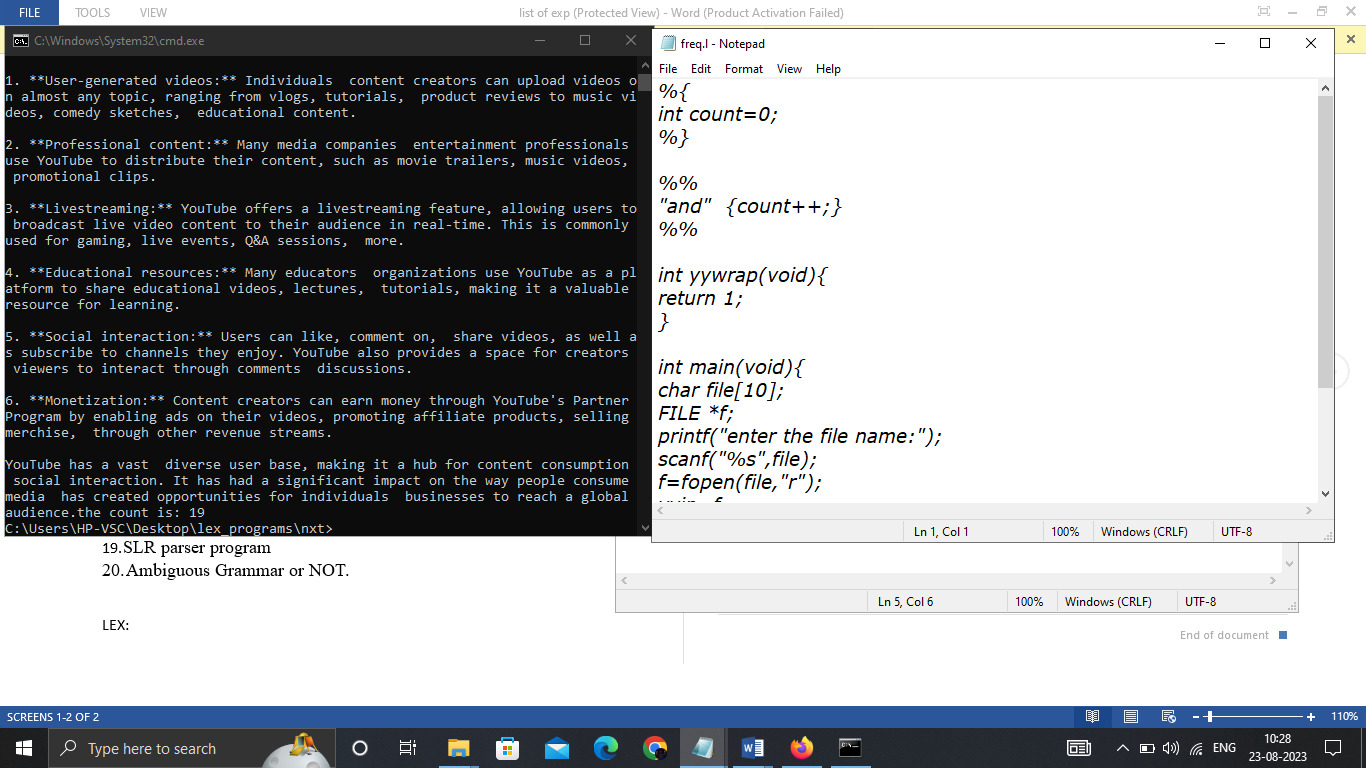 FILE TOOLS VIEW list of exp (Protected View) - Word (Product Activation Failed)
C:\Windows\System32\cmd.exe
1. **User-generated videos:** Individuals  content creators can upload videos o
n almost any topic, ranging from vlogs, tutorials,  product reviews to music vi
deos, comedy sketches,  educational content.
2. **Professional content:** Many media companies  entertainment professionals
use YouTube to distribute their content, such as movie trailers, music videos,
 promotional clips.
3. **Livestreaming:** YouTube offers a livestreaming feature, allowing users to
 broadcast live video content to their audience in real-time. This is commonly
used for gaming, live events, Q&A sessions,  more.
4. **Educational resources:** Many educators  organizations use YouTube as a pl
atform to share educational videos, lectures,  tutorials, making it a valuable
resource for learning.
5. **Social interaction:** Users can like, comment on,  share videos, as well a
s subscribe to channels they enjoy. YouTube also provides a space for creators
 viewers to interact through comments  discussions.
6. **Monetization:** Content creators can earn money through YouTube's Partner
Program by enabling ads on their videos, promoting affiliate products, selling
merchise,  through other revenue streams.
YouTube has a vast  diverse user base, making it a hub for content consumption
 social interaction. It has had a significant impact on the way people consume
media  has created opportunities for individuals  businesses to reach a global
audience.the count is: 19
C:\Users\HP-VSC\Desktop\lex_programs\nxt>
freq.l - Notepad
File Edit Format View Help
%{
int count=0;
%}
%%
"and"  {count++;}
%%
int yywrap(void){
return 1;
}
int main(void){
char file[10];
FILE *f;
printf("enter the file name:");
scanf("%s",file);
f=fopen(file,"r");
Ln 1, Col 1 100% Windows (CRLF) UTF-8
19.SLR parser program
20.Ambiguous Grammar or NOT.
LEX:
Ln 5, Col 6 100% Windows (CRLF) UTF-8
End of document
SCREENS 1-2 OF 2 110%
Type here to search
ENG
10:28
23-08-2023